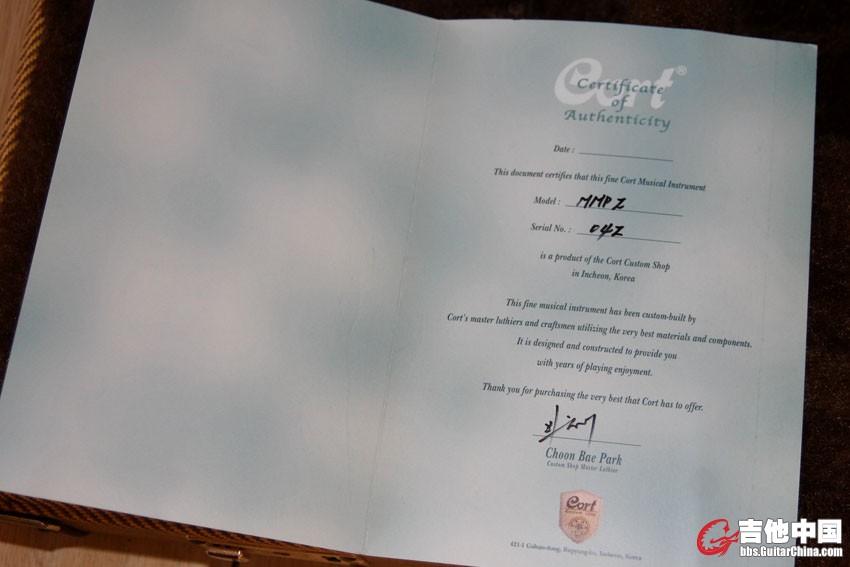 Cort®
Certificate
of
Authenticity
Date :
This document certifies that this fine Cort Musical Instrument
Model : MMPZ
Serial No. : 04Z
is a product of the Cort Custom Shop
in Incheon, Korea
This fine musical instrument has been custom-built by
Cort's master luthiers and craftsmen utilizing the very best materials and components.
It is designed and constructed to provide you
with years of playing enjoyment.
Thank you for purchasing the very best that Cort has to offer.
Choon Bae Park
Custom Shop Master Luthier
Cort
Incheon, Korea
吉他中国
bbs.GuitarChina.com